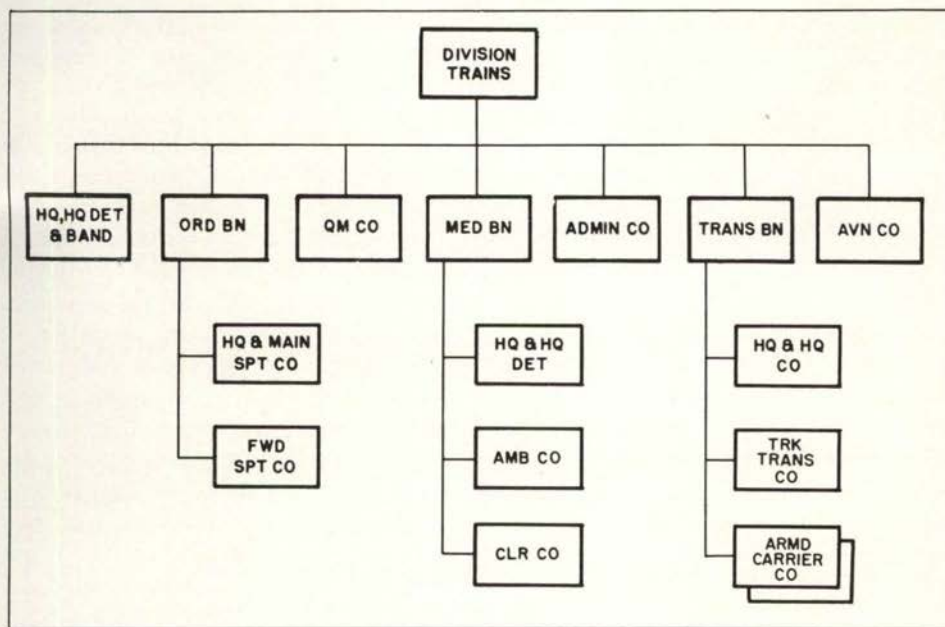 DIVISION
TRAINS
HQ, HQ DET
& BAND
ORD BN
QM CO
MED BN
ADMIN CO
TRANS BN
AVN CO
HQ & MAIN
SPT CO
FWD
SPT CO
HQ & HQ
DET
AMB CO
CLR CO
HQ & HQ
CO
TRK
TRANS
CO
ARMD
CARRIER
CO